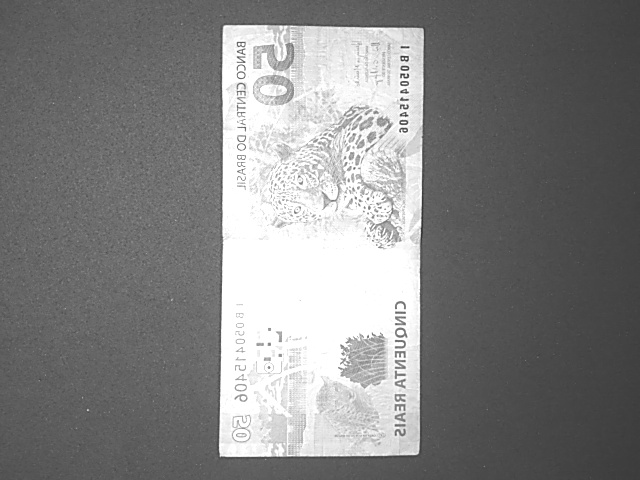 BANCO CENTRAL DO BRASIL
50
IB050415406
IB050415406
CINQUENTA REAIS
50